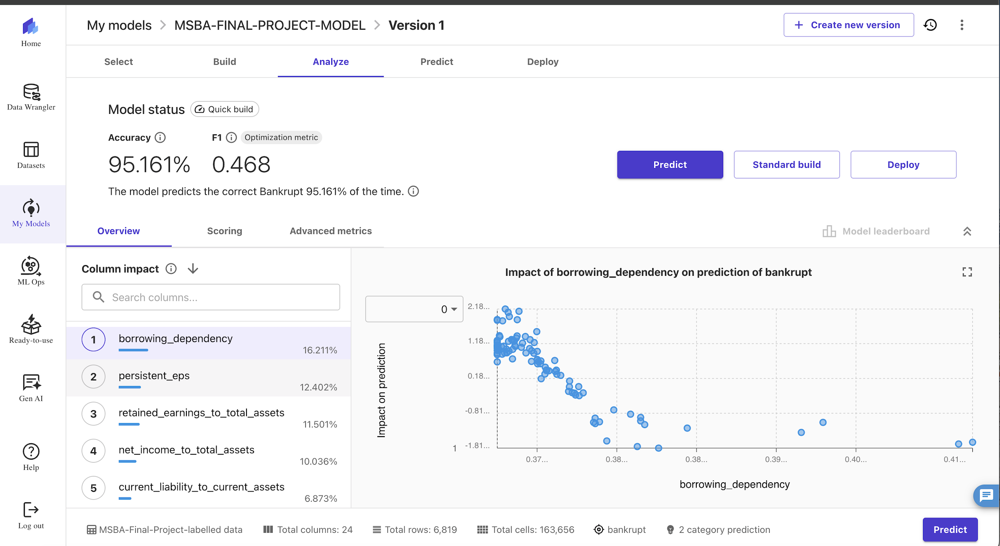 Home
Data Wrangler
Datasets
My Models
ML Ops
Ready-to-use
Gen AI
Help
Log out
My models > MSBA-FINAL-PROJECT-MODEL > Version 1
+ Create new version
Select Build Analyze Predict Deploy
Model status Quick build
Accuracy F1 Optimization metric
95.161% 0.468
The model predicts the correct Bankrupt 95.161% of the time.
Predict Standard build Deploy
Overview Scoring Advanced metrics
Model leaderboard
Column impact
Search columns...
1 borrowing_dependency
16.211%
2 persistent_eps
12.402%
3 retained_earnings_to_total_assets
11.501%
4 net_income_to_total_assets
10.036%
5 current_liability_to_current_assets
6.873%
Impact of borrowing_dependency on prediction of bankrupt
0
Impact on prediction
1
2.18...
1.18...
0.18...
-0.81...
-1.81...
0.37... 0.38... 0.38... 0.39... 0.40... 0.41...
borrowing_dependency
MSBA-Final-Project-labelled data Total columns: 24 Total rows: 6,819 Total cells: 163,656 bankrupt 2 category prediction
Predict